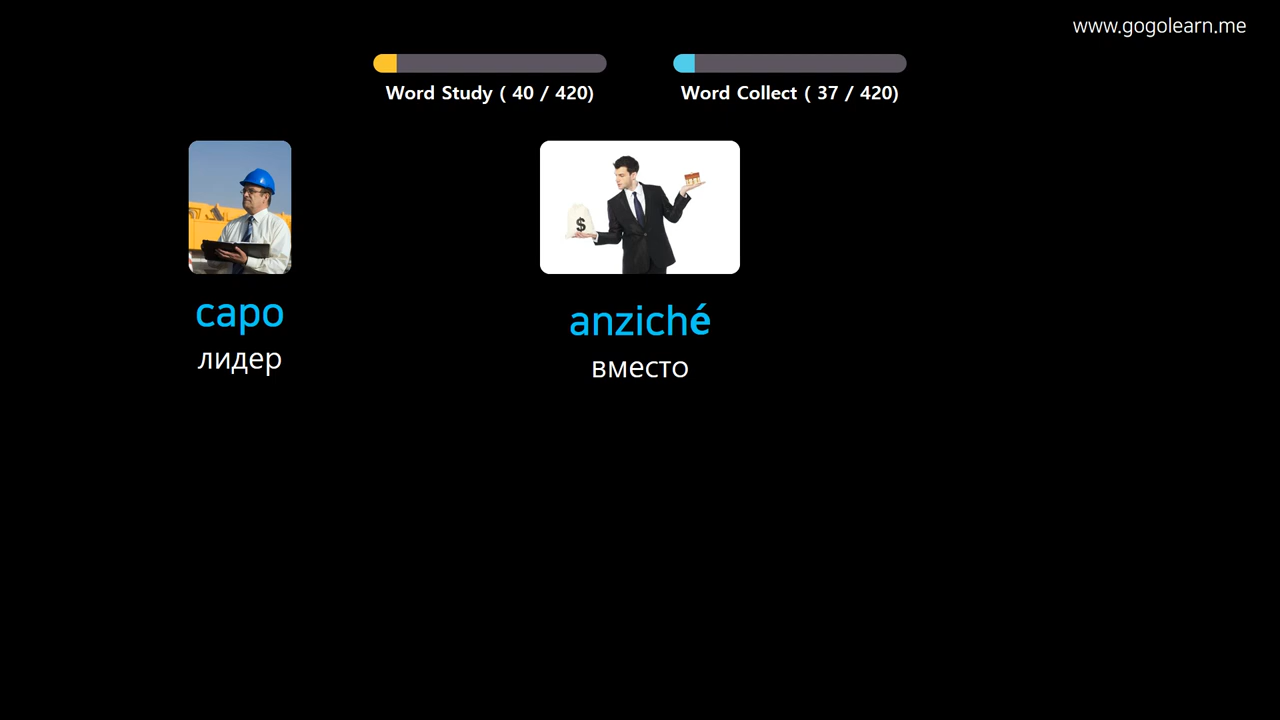 www.gogolearn.me
Word Study ( 40 / 420)
Word Collect ( 37 / 420)
$
capo
лидер
anziché
вместо